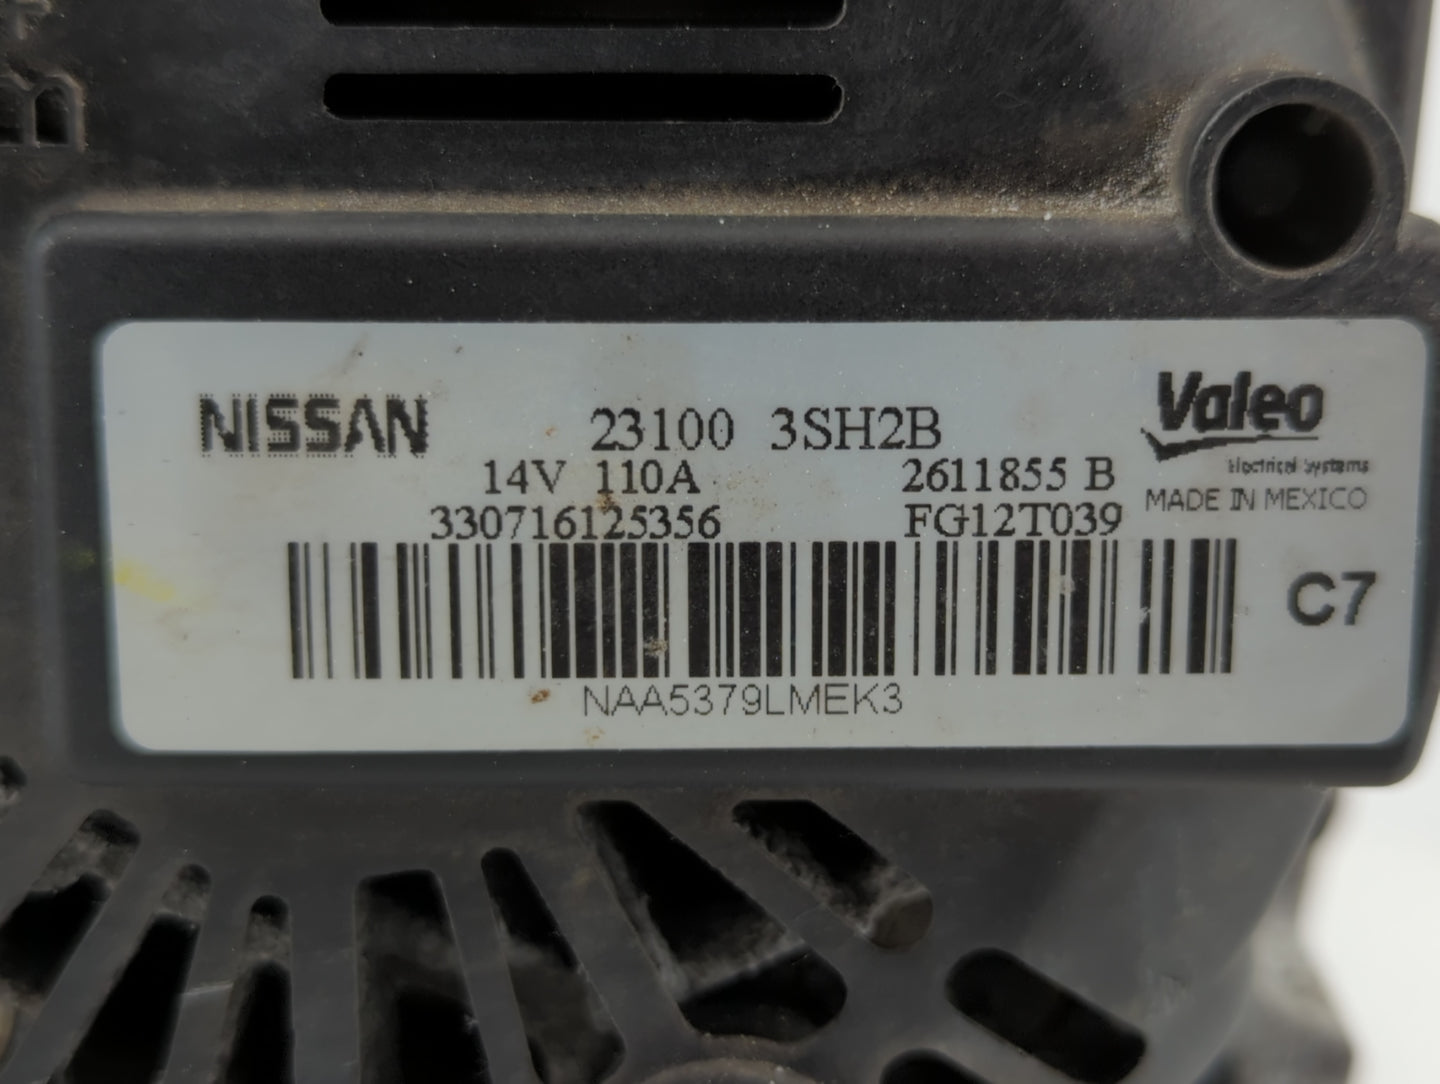 B+
NISSAN
23100 3SH2B
Valeo
Electrical Systems
14V 110A
2611855 B
MADE IN MEXICO
330716125356
FG12T039
C7
NAA5379LMEK3